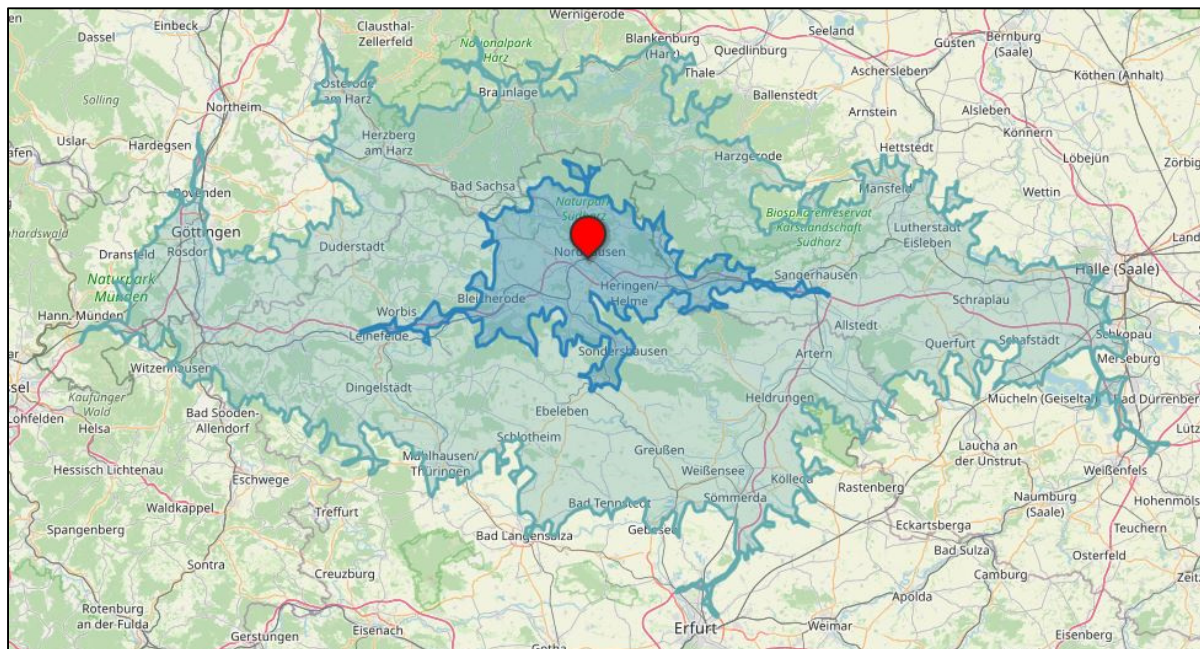 Einbeck
Dassel
Clausthal-
Zellerfeld
Wernigerode
Nationalpark
Harz
Blankenburg
(Harz)
Quedlinburg
Seeland
Güsten
Bernburg
(Saale)
Köthen (Anhalt)
Aschersleben
Thale
Ballenstedt
Osterode
am Harz
Braunlage
Solling
Northeim
Arnstein
Alsleben
Könnern
Zörbig
Uslar
Hardegsen
Herzberg
am Harz
Harzgerode
Hettstedt
Löbejün
Bad Sachsa
Mansfeld
Wettin
Bovenden
Naturpark
Südharz
Göttingen
Rosdorf
Dransfeld
Duderstadt
Nordhausen
Biosphärenreservat
Karstlandschaft
Südharz
Lutherstadt
Eisleben
Naturpark
Münden
Sangerhausen
Halle (Saale)
Heringen/
Helme
Bleicherode
Schraplau
Hann. Münden
Worbis
Leinefelde
Allstedt
Schkopau
Querfurt
Schafstädt
Merseburg
Sondershausen
Artern
Witzenhausen
Dingelstädt
Heldrungen
Mücheln (Geiseltal)
Bad Dürrenberg
Kaufunger
Wald
Lohfelden
Helsa
Bad Sooden-
Allendorf
Ebeleben
Schlotheim
Greußen
Laucha an
der Unstrut
Hessisch Lichtenau
Eschwege
Mühlhausen/
Thüringen
Weißensee
Kölleda
Rastenberg
Weißenfels
Waldkappel
Treffurt
Bad Tennstedt
Sömmerda
Naumburg
(Saale)
Hohenmöls
Spangenberg
Bad Langensalza
Gebesee
Eckartsberga
Teuchern
Bad Sulza
Osterfeld
Sontra
Creuzburg
Camburg
Rotenburg
an der Fulda
Apolda
Erfurt
Weimar
Gerstungen
Eisenach
Eisenberg
Gotha